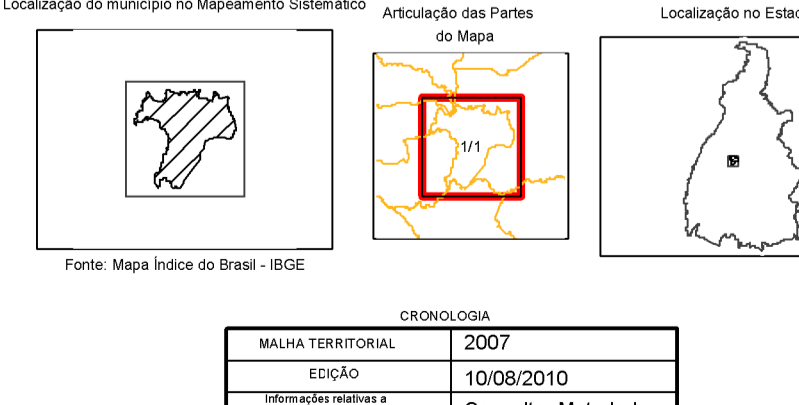 Localização do município no Mapeamento Sistemático
Articulação das Partes
do Mapa
Localização no
1/1
Fonte: Mapa Índice do Brasil - IBGE
CRONOLOGIA
MALHA TERRITORIAL
2007
EDIÇÃO
10/08/2010
Informações relativas a